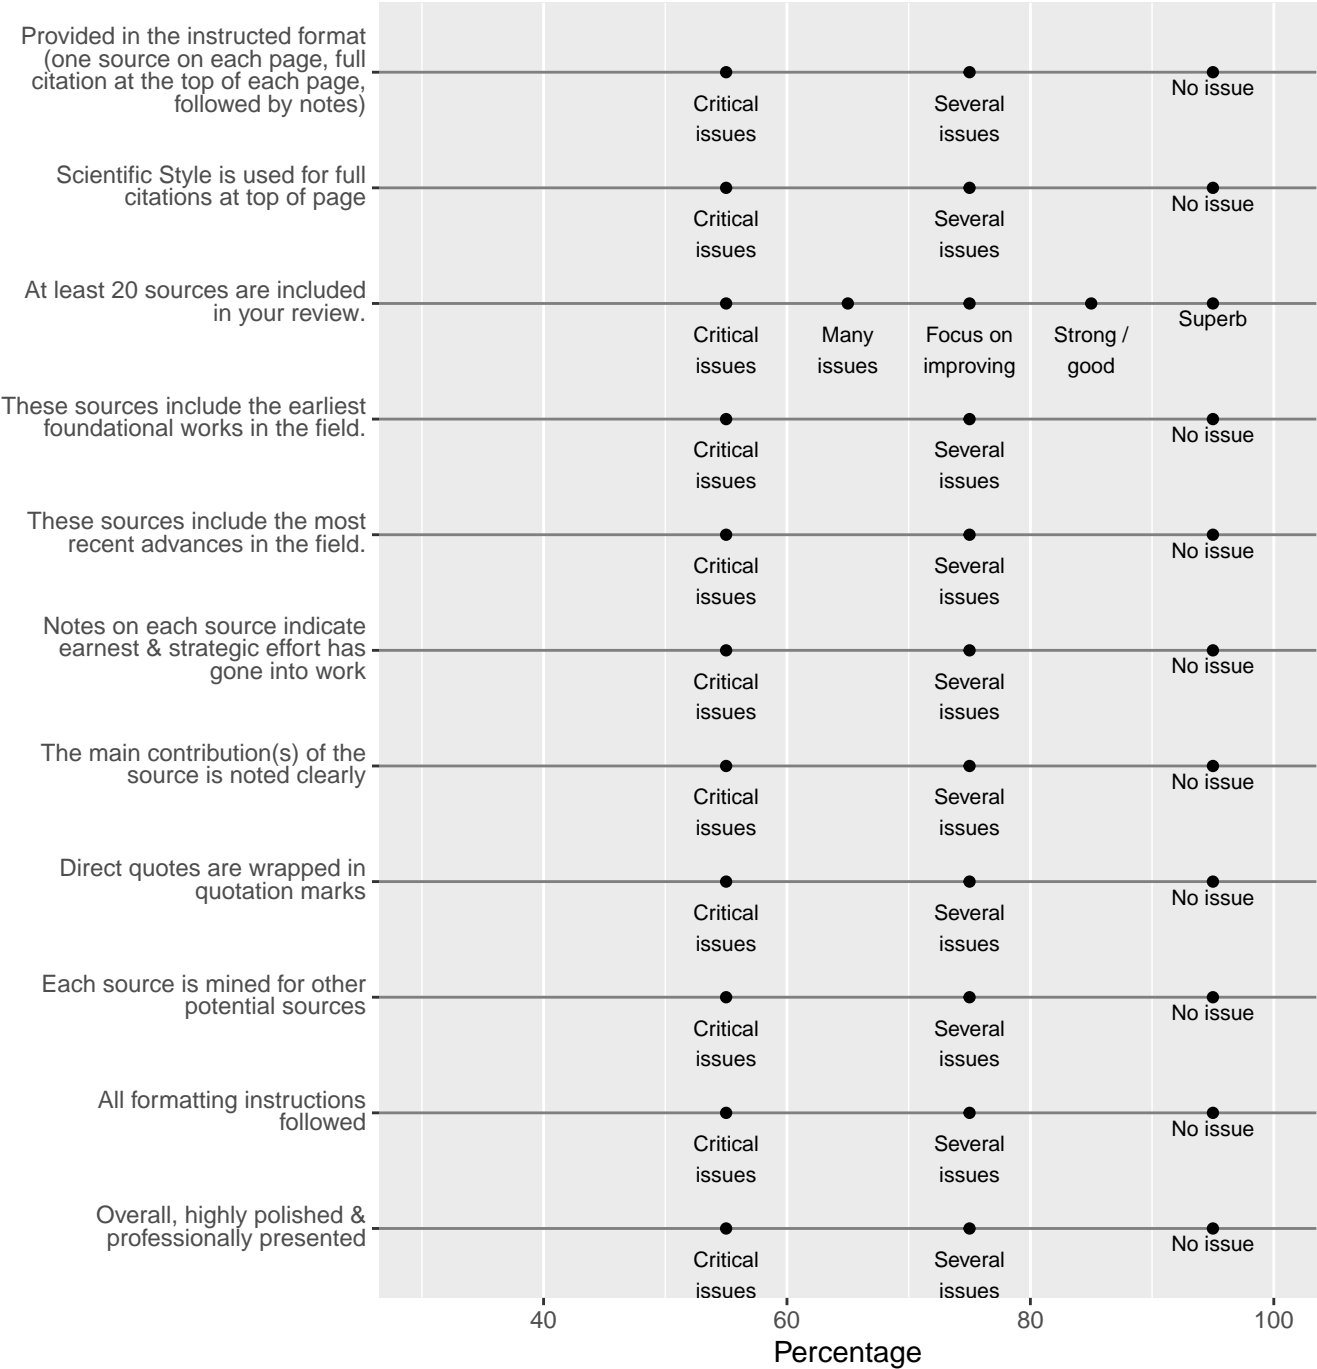 Provided in the instructed format
(one source on each page, full
citation at the top of each page,
followed by notes)
Critical
issues
Several
issues
No issue
Scientific Style is used for full
citations at top of page
Critical
issues
Several
issues
No issue
At least 20 sources are included
in your review.
Critical
issues
Many
issues
Focus on
improving
Strong /
good
Superb
These sources include the earliest
foundational works in the field.
Critical
issues
Several
issues
No issue
These sources include the most
recent advances in the field.
Critical
issues
Several
issues
No issue
Notes on each source indicate
earnest & strategic effort has
gone into work
Critical
issues
Several
issues
No issue
The main contribution(s) of the
source is noted clearly
Critical
issues
Several
issues
No issue
Direct quotes are wrapped in
quotation marks
Critical
issues
Several
issues
No issue
Each source is mined for other
potential sources
Critical
issues
Several
issues
No issue
All formatting instructions
followed
Critical
issues
Several
issues
No issue
Overall, highly polished &
professionally presented
Critical
issues
Several
issues
No issue
40 60 80 100
Percentage